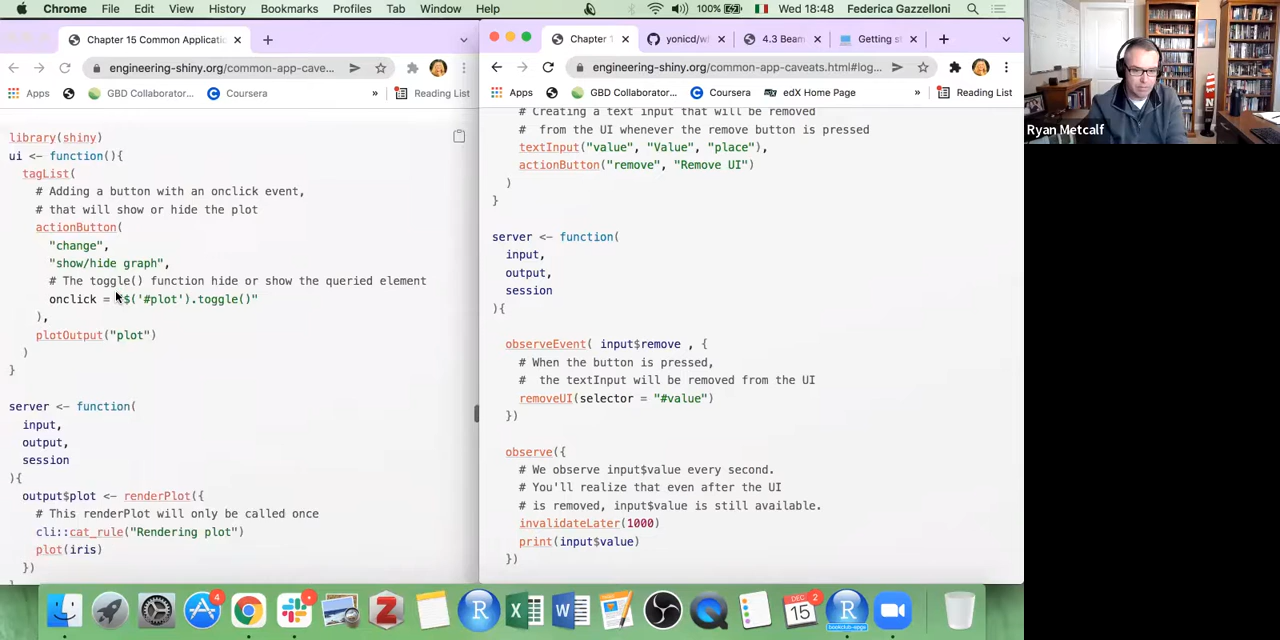 Chrome File Edit View History Bookmarks Profiles Tab Window Help 100% Wed 18:48 Federica Gazzelloni
Chapter 15 Common Applicatio
engineering-shiny.org/common-app-cave...
Apps GBD Collaborator... Coursera » Reading List
library(shiny)
ui <- function(){
tagList(
# Adding a button with an onclick event,
# that will show or hide the plot
actionButton(
"change",
"show/hide graph",
# The toggle() function hide or show the queried element
onclick = "$('#plot').toggle()"
),
plotOutput("plot")
)
}
server <- function(
input,
output,
session
){
output$plot <- renderPlot({
# This renderPlot will only be called once
cli::cat_rule("Rendering plot")
plot(iris)
})
Chapter 1 yonicd/w 4.3 Beam Getting st
engineering-shiny.org/common-app-caveats.html#log...
Apps GBD Collaborator... Coursera edX Home Page » Reading List
# Creating a text input that will be removed
# from the UI whenever the remove button is pressed
textInput("value", "Value", "place"),
actionButton("remove", "Remove UI")
)
}
server <- function(
input,
output,
session
){
observeEvent( input$remove , {
# When the button is pressed,
# the textInput will be removed from the UI
removeUI(selector = "#value")
})
observe({
# We observe input$value every second.
# You'll realize that even after the UI
# is removed, input$value is still available.
invalidateLater(1000)
print(input$value)
})
Ryan Metcalf
4
DEC 2
15